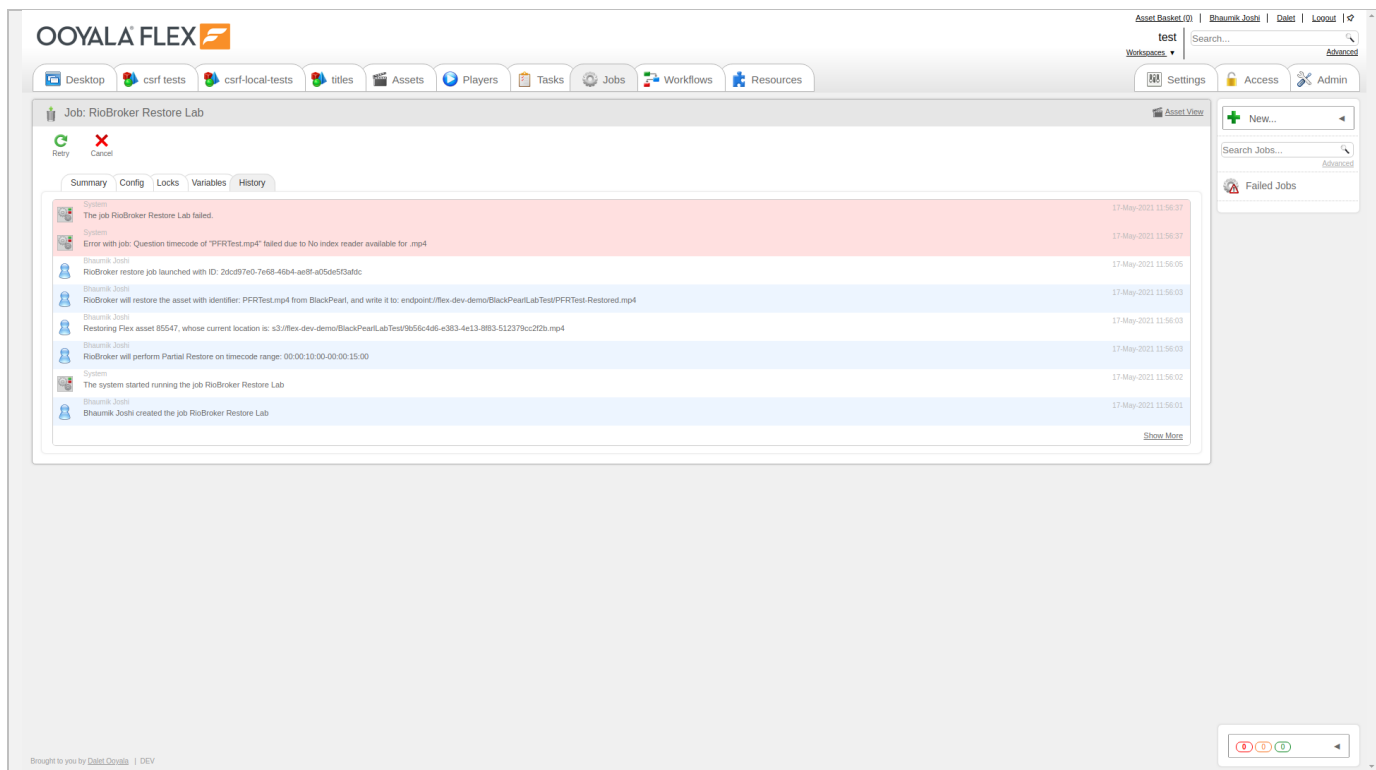 Asset Basket (0) | Bhaumik Joshi | Dalet | Logout |
OOYALA FLEX
test
Search...
Workspaces ▼
Advanced
Desktop
csrf tests
csrf-local-tests
titles
Assets
Players
Tasks
Jobs
Workflows
Resources
Settings
Access
Admin
Job: RioBroker Restore Lab
Asset View
Retry
Cancel
Summary
Config
Locks
Variables
History
System
The job RioBroker Restore Lab failed.
17-May-2021 11:56:37
System
Error with job: Question timecode of "PFRTest.mp4" failed due to No index reader available for .mp4
17-May-2021 11:56:37
Bhaumik Joshi
RioBroker restore job launched with ID: 2dcd97e0-7e68-46b4-ae8f-a05de5f3afdc
17-May-2021 11:56:05
Bhaumik Joshi
RioBroker will restore the asset with identifier: PFRTest.mp4 from BlackPearl, and write it to: endpoint://flex-dev-demo/BlackPearlLabTest/PFRTest-Restored.mp4
17-May-2021 11:56:03
Bhaumik Joshi
Restoring Flex asset 85547, whose current location is: s3://flex-dev-demo/BlackPearlLabTest/9b56c4d6-e383-4e13-8f83-512379cc2f2b.mp4
17-May-2021 11:56:03
Bhaumik Joshi
RioBroker will perform Partial Restore on timecode range: 00:00:10:00-00:00:15:00
17-May-2021 11:56:03
System
The system started running the job RioBroker Restore Lab
17-May-2021 11:56:02
Bhaumik Joshi
Bhaumik Joshi created the job RioBroker Restore Lab
17-May-2021 11:56:01
Show More
New...
Search Jobs...
Advanced
Failed Jobs
0 0 0
Brought to you by Dalet Ooyala | DEV